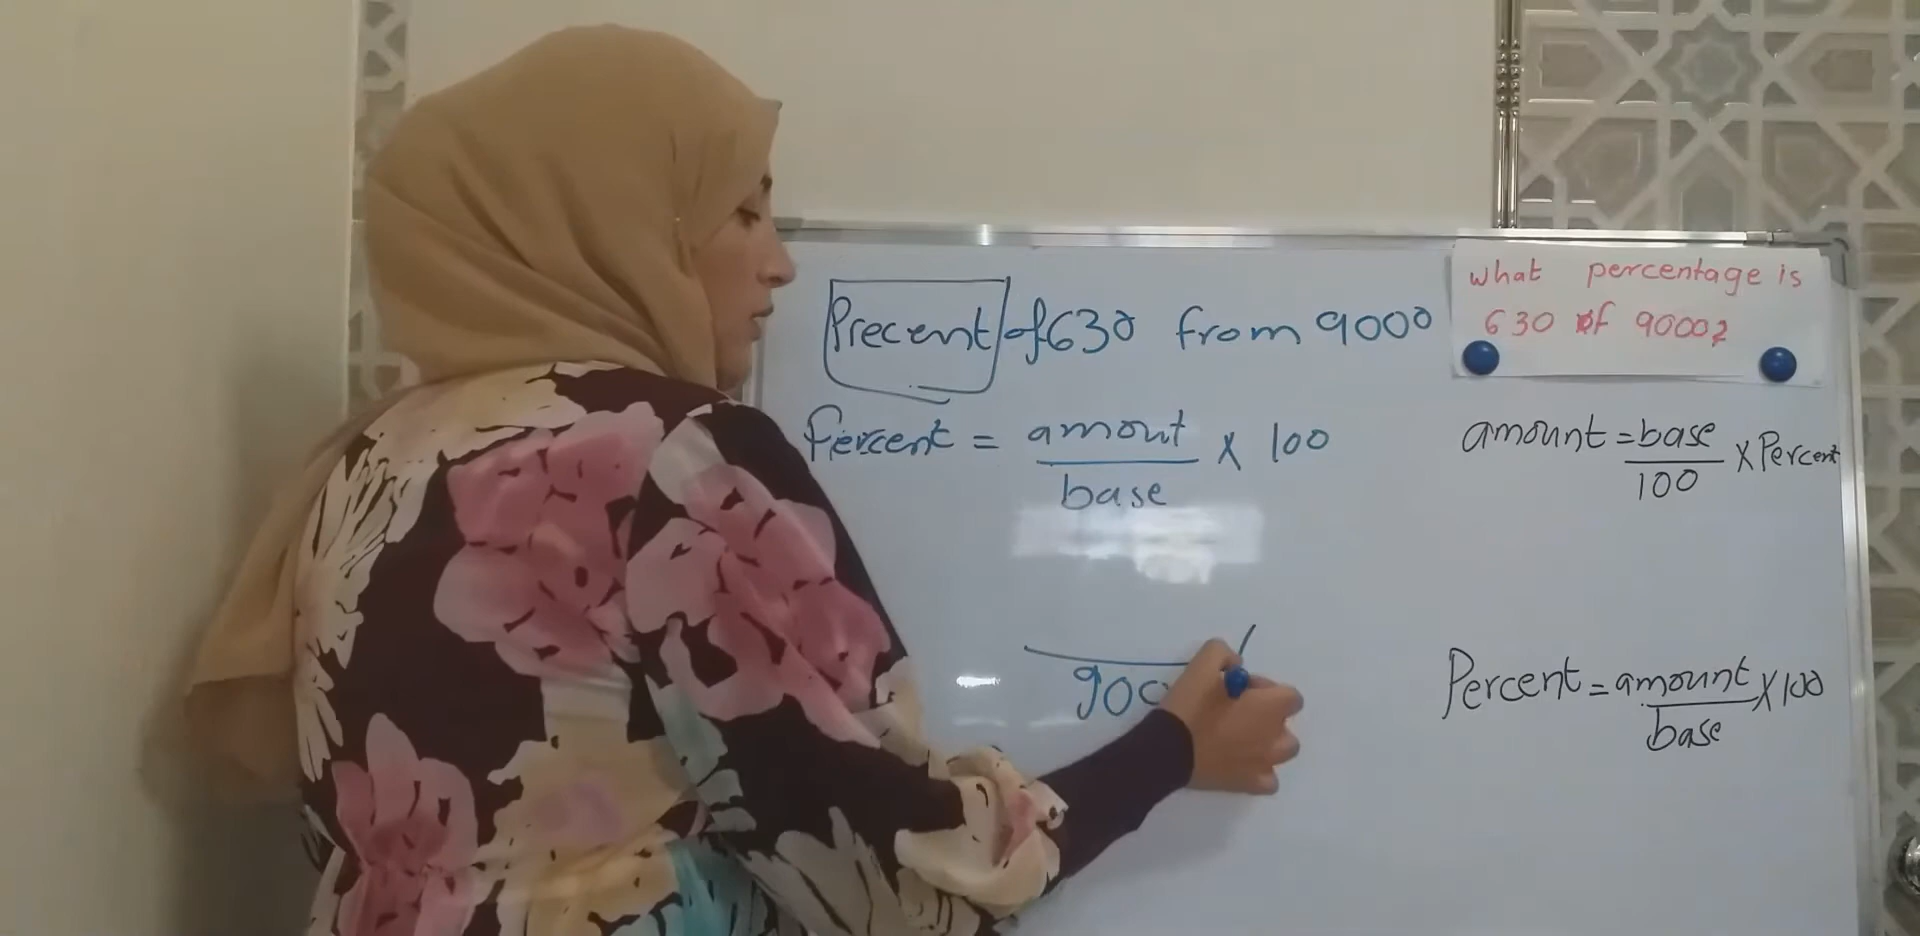 Precent of 630 from 9000
what percentage is
630 of 9000?
Percent = amount / base × 100
amount = base / 100 × Percent
900
Percent = amount / base × 100